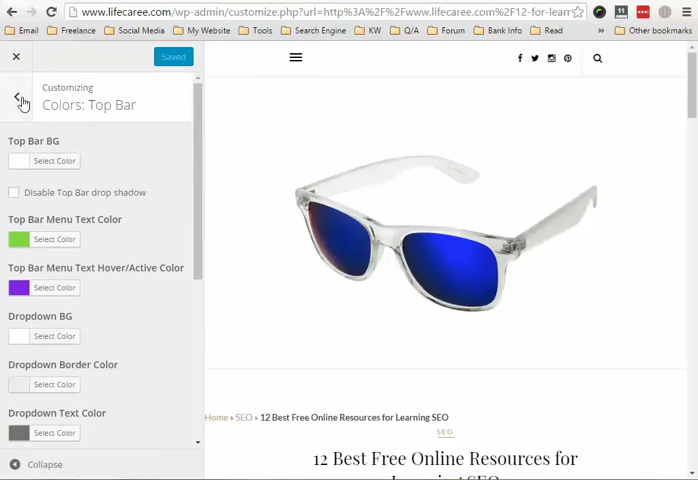 www.lifecaree.com/wp-admin/customize.php?url=http%3A%2F%2Fwww.lifecaree.com%2F12-for-learr
Email Freelance Social Media My Website Tools Search Engine KW Q/A Forum Bank Info Read » Other bookmarks
Saved
Customizing
Colors: Top Bar
Top Bar BG
Select Color
Disable Top Bar drop shadow
Top Bar Menu Text Color
Select Color
Top Bar Menu Text Hover/Active Color
Select Color
Dropdown BG
Select Color
Dropdown Border Color
Select Color
Dropdown Text Color
Select Color
Collapse
Home » SEO » 12 Best Free Online Resources for Learning SEO
SEO
12 Best Free Online Resources for
Learning SEO